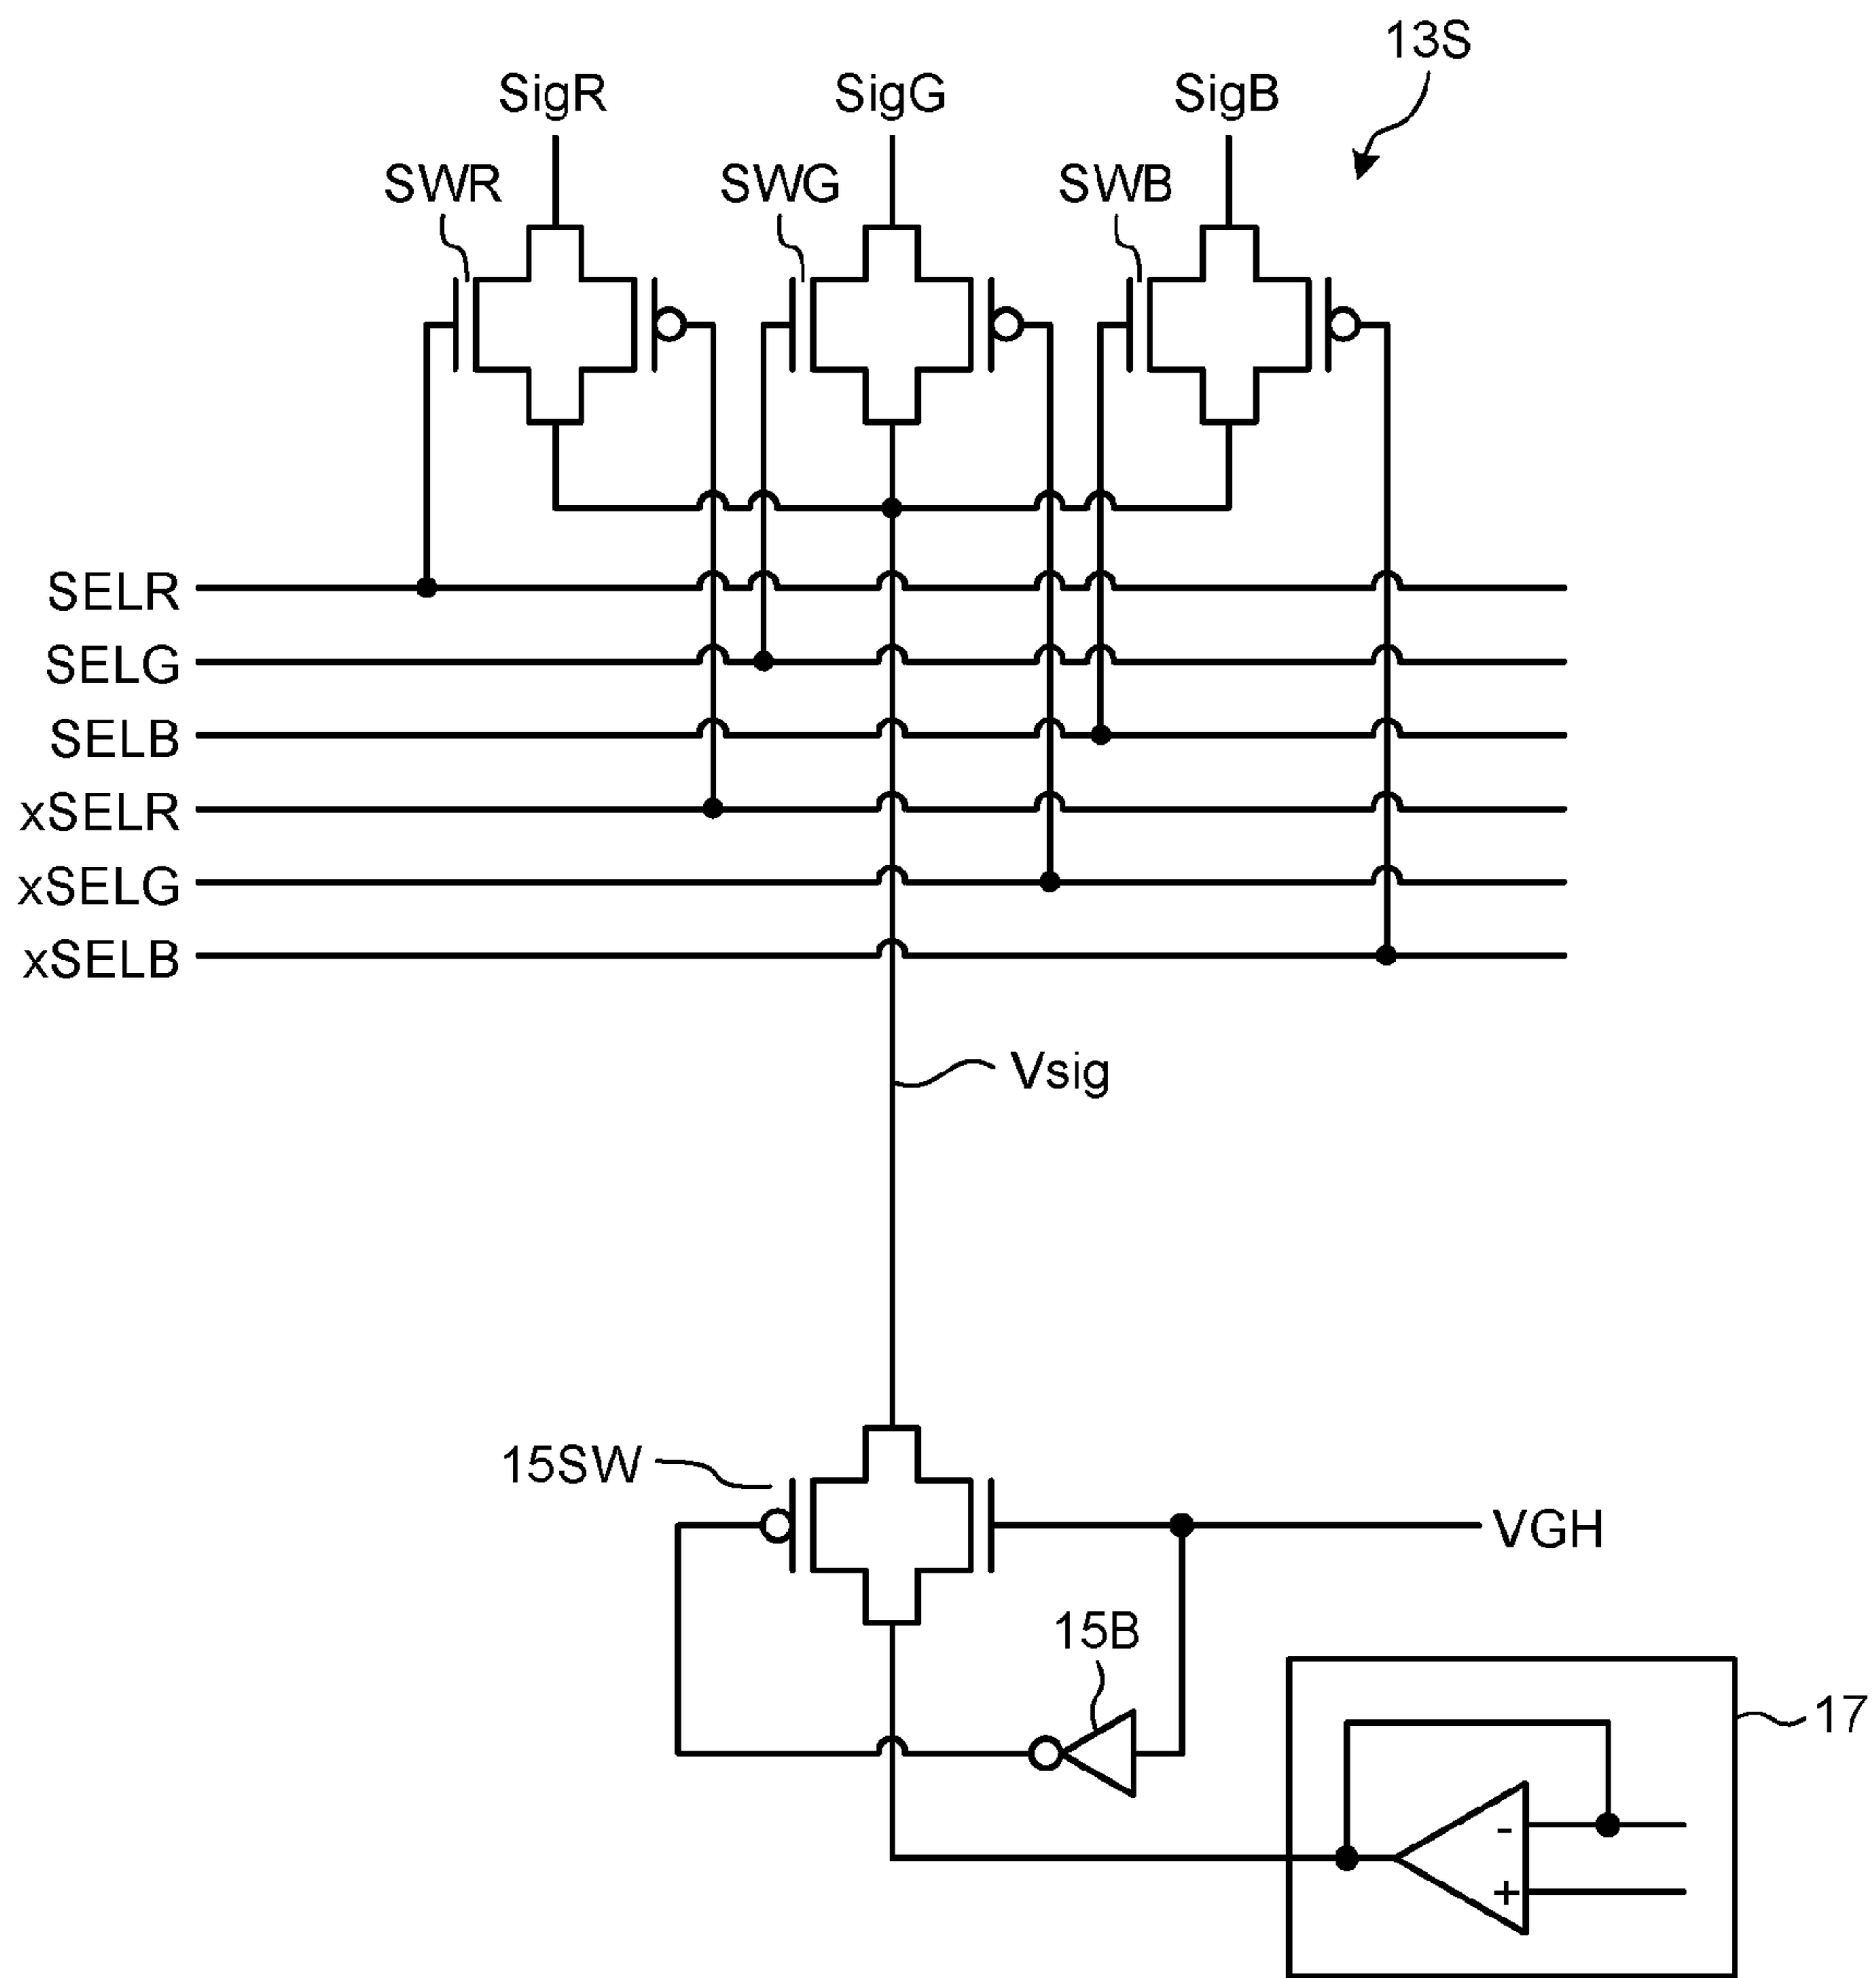 13S
SigR SigG SigB
SWR SWG SWB
SELR
SELG
SELB
xSELR
xSELG
xSELB
Vsig
15SW
VGH
15B
17
-
+